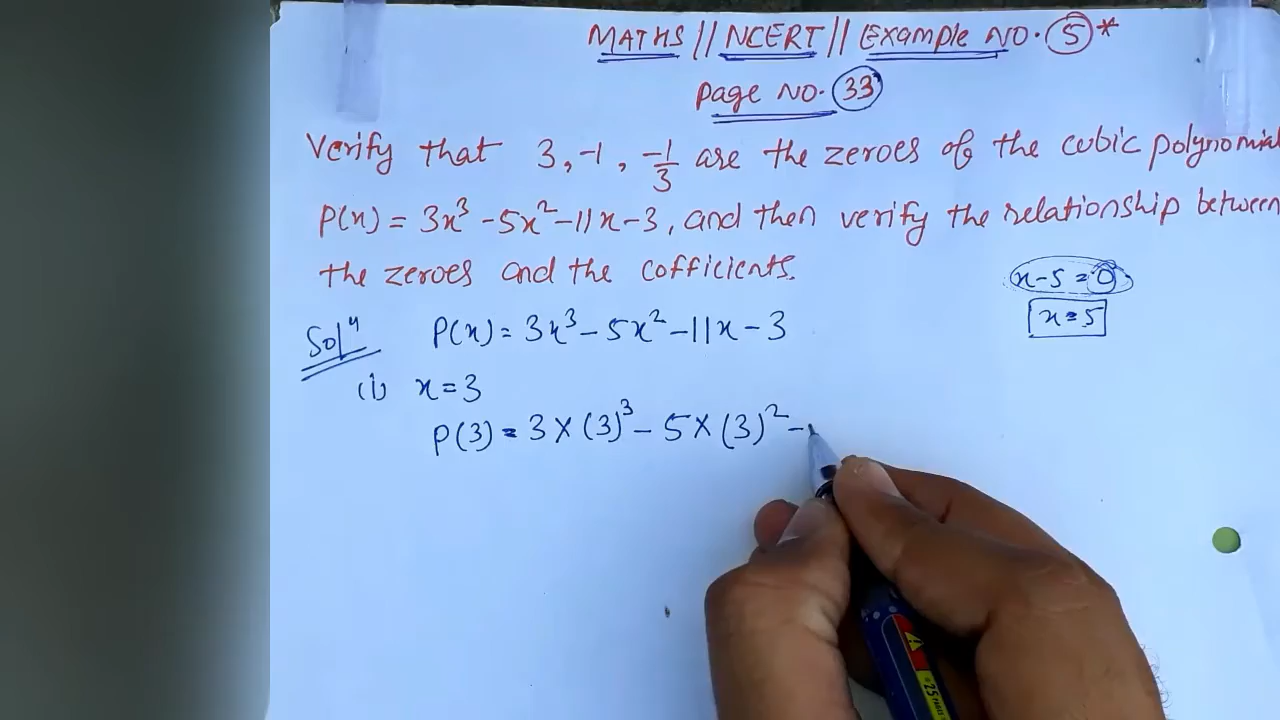 MATHS // NCERT // Example NO. 5*
Page NO. 33
Verify that 3, -1, -1/3 are the zeroes of the cubic polynomial
P(x) = 3x³ - 5x² - 11x - 3, and then verify the relationship between
the zeroes and the cofficients.
x - 5 = 0
x = 5
Solⁿ P(x) = 3x³ - 5x² - 11x - 3
(i) x = 3
P(3) = 3 × (3)³ - 5 × (3)² -